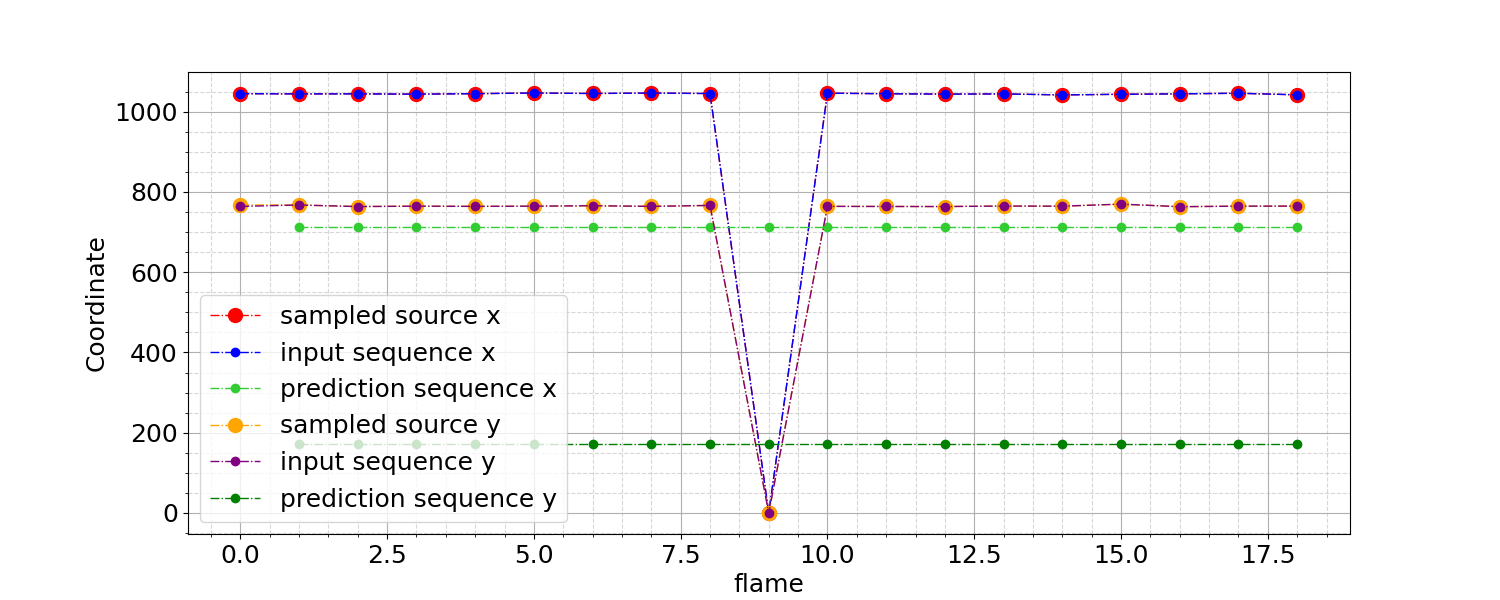 1000
800
600
400
200
0
Coordinate
sampled source x
input sequence x
prediction sequence x
sampled source y
input sequence y
prediction sequence y
0.0 2.5 5.0 7.5 10.0 12.5 15.0 17.5
flame